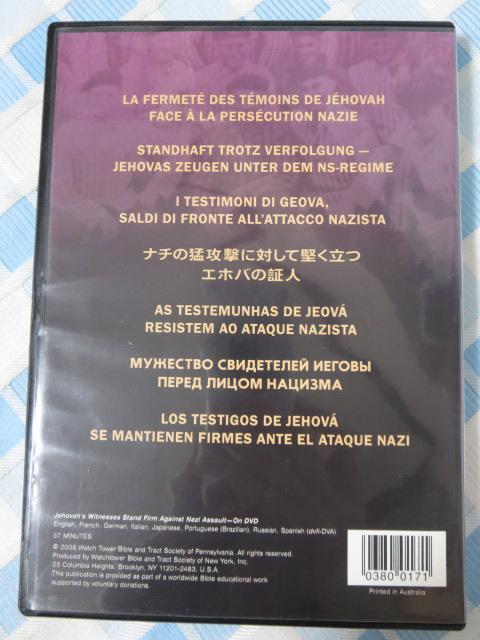 LA FERMETÉ DES TÉMOINS DE JÉHOVAH
FACE À LA PERSÉCUTION NAZIE
STANDHAFT TROTZ VERFOLGUNG —
JEHOVAS ZEUGEN UNTER DEM NS-REGIME
I TESTIMONI DI GEOVA,
SALDI DI FRONTE ALL'ATTACCO NAZISTA
ナチの猛攻撃に対して堅く立つ
エホバの証人
AS TESTEMUNHAS DE JEOVÁ
RESISTEM AO ATAQUE NAZISTA
МУЖЕСТВО СВИДЕТЕЛЕЙ ИЕГОВЫ
ПЕРЕД ЛИЦОМ НАЦИЗМА
LOS TESTIGOS DE JEHOVÁ
SE MANTIENEN FIRMES ANTE EL ATAQUE NAZI
Jehovah's Witnesses Stand Firm Against Nazi Assault—On DVD
English, French, German, Italian, Japanese, Portuguese (Brazilian), Russian, Spanish (dvfi-DVA)
57 MINUTES
© 2006 Watch Tower Bible and Tract Society of Pennsylvania. All rights reserved.
Produced by Watchtower Bible and Tract Society of New York, Inc.
25 Columbia Heights, Brooklyn, NY 11201-2483, U.S.A.
This publication is provided as part of a worldwide Bible educational work
supported by voluntary donations.
0380 0171
Printed in Australia